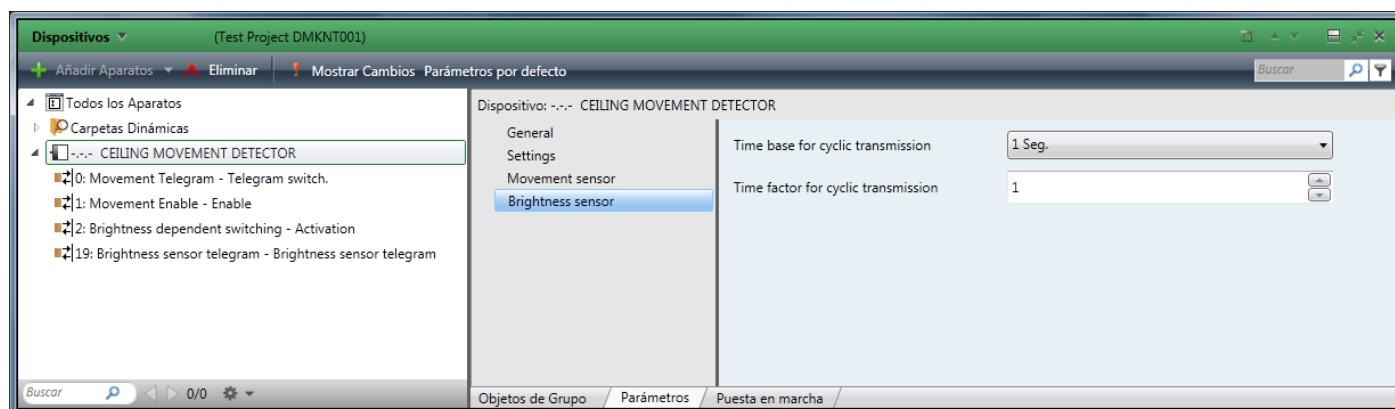 Dispositivos (Test Project DMKNT001)
Añadir Aparatos Eliminar Mostrar Cambios Parámetros por defecto Buscar
Todos los Aparatos
Carpetas Dinámicas
-.-.- CEILING MOVEMENT DETECTOR
0: Movement Telegram - Telegram switch.
1: Movement Enable - Enable
2: Brightness dependent switching - Activation
19: Brightness sensor telegram - Brightness sensor telegram
Buscar 0/0
Dispositivo: -.-.- CEILING MOVEMENT DETECTOR
General
Settings
Movement sensor
Brightness sensor
Time base for cyclic transmission 1 Seg.
Time factor for cyclic transmission 1
Objetos de Grupo Parámetros Puesta en marcha